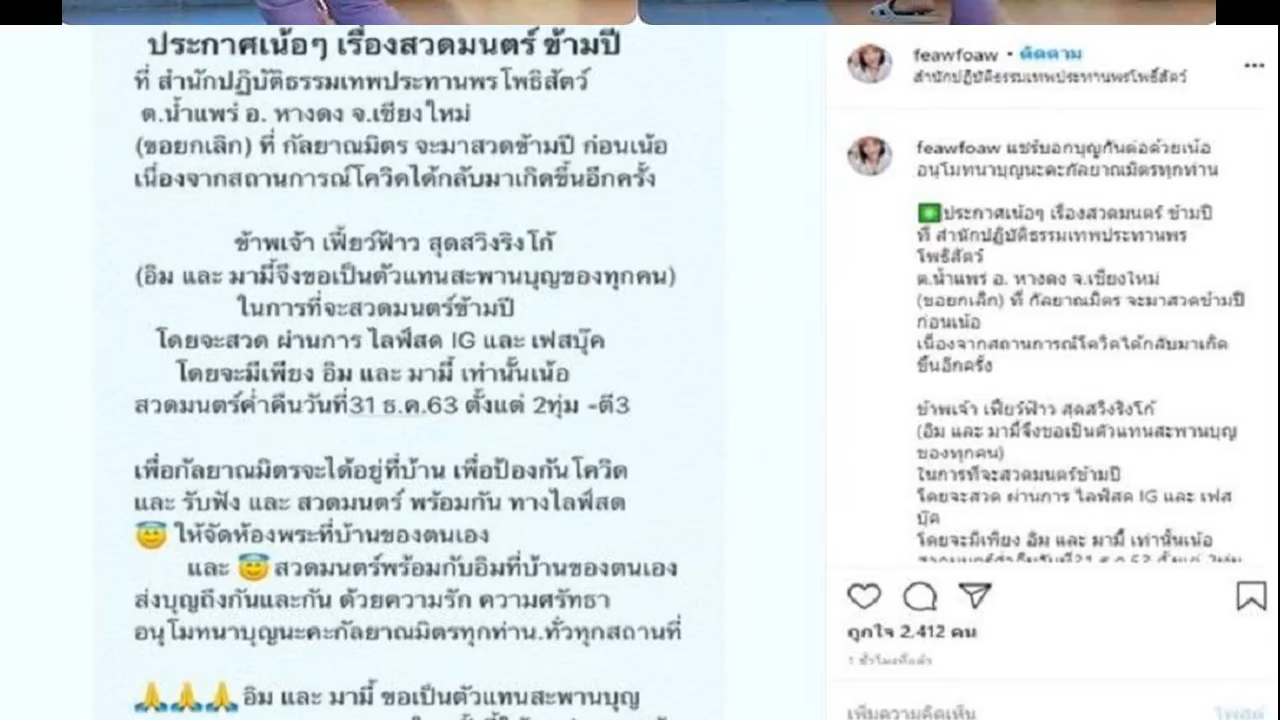 ประกาศเน้อๆ เรื่องสวดมนตร์ ข้ามปี
ที่ สำนักปฏิบัติธรรมเทพประทานพรโพธิสัตว์
ต.น้ำแพร่ อ. หางดง จ.เชียงใหม่
(ขอยกเลิก) ที่ กัลยาณมิตร จะมาสวดข้ามปี ก่อนเน้อ
เนื่องจากสถานการณ์โควิดได้กลับมาเกิดขึ้นอีกครั้ง
ข้าพเจ้า เฟี้ยวฟ้าว สุดสวิงริงโก้
(อิม และ มามี้จึงขอเป็นตัวแทนสะพานบุญของทุกคน)
ในการที่จะสวดมนตร์ข้ามปี
โดยจะสวด ผ่านการ ไลฟ์สด IG และ เฟสบุ๊ค
โดยจะมีเพียง อิม และ มามี้ เท่านั้นเน้อ
สวดมนตร์ค่ำคืนวันที่31 ธ.ค.63 ตั้งแต่ 2ทุ่ม -ตี3
เพื่อกัลยาณมิตรจะได้อยู่ที่บ้าน เพื่อป้องกันโควิด
และ รับฟัง และ สวดมนตร์ พร้อมกัน ทางไลฟ์สด
😇 ให้จัดห้องพระที่บ้านของตนเอง
และ 😇 สวดมนตร์พร้อมกับอิมที่บ้านของตนเอง
ส่งบุญถึงกันและกัน ด้วยความรัก ความศรัทธา
อนุโมทนาบุญนะคะกัลยาณมิตรทุกท่าน.ทั่วทุกสถานที่
🙏🙏🙏 อิม และ มามี้ ขอเป็นตัวแทนสะพานบุญ
feawfoaw • ติดตาม
สำนักปฏิบัติธรรมเทพประทานพรโพธิ์สัตว์
feawfoaw แชร์บอกบุญกันต่อด้วยเน้อ
อนุโมทนาบุญนะคะกัลยาณมิตรทุกท่าน
ประกาศเน้อๆ เรื่องสวดมนตร์ ข้ามปี
ที่ สำนักปฏิบัติธรรมเทพประทานพร
โพธิสัตว์
ต.น้ำแพร่ อ. หางดง จ.เชียงใหม่
(ขอยกเลิก) ที่ กัลยาณมิตร จะมาสวดข้ามปี
ก่อนเน้อ
เนื่องจากสถานการณ์โควิดได้กลับมาเกิด
ขึ้นอีกครั้ง
ข้าพเจ้า เฟี้ยวฟ้าว สุดสวิงริงโก้
(อิม และ มามี้จึงขอเป็นตัวแทนสะพานบุญ
ของทุกคน)
ในการที่จะสวดมนตร์ข้ามปี
โดยจะสวด ผ่านการ ไลฟ์สด IG และ เฟส
บุ๊ค
โดยจะมีเพียง อิม และ มามี้ เท่านั้นเน้อ
ถูกใจ 2,412 คน
1 ชั่วโมงที่แล้ว
เพิ่มความคิดเห็น
โพสต์